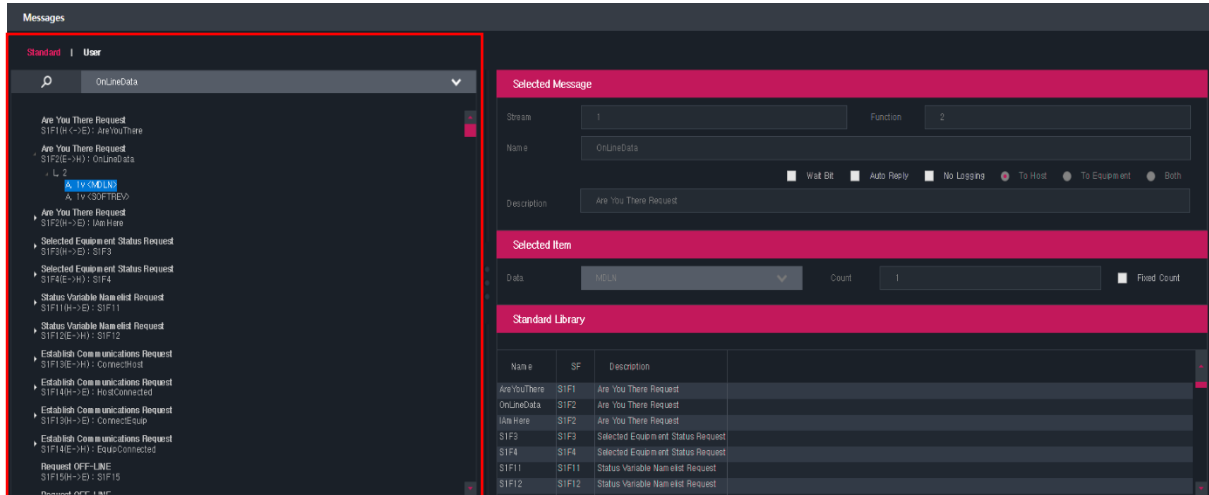 Messages
Standard | User
OnLineData
Are You There Request
S1F1(H<->E) : AreYouThere
Are You There Request
S1F2(E->H) : OnLineData
L, 2
A, 1v <MDLN>
A, 1v <SOFTREV>
Are You There Request
S1F2(H->E) : IAmHere
Selected Equipment Status Request
S1F3(H->E) : S1F3
Selected Equipment Status Request
S1F4(E->H) : S1F4
Status Variable Namelist Request
S1F11(H->E) : S1F11
Status Variable Namelist Request
S1F12(E->H) : S1F12
Establish Communications Request
S1F13(E->H) : ConnectHost
Establish Communications Request
S1F14(H->E) : HostConnected
Establish Communications Request
S1F13(H->E) : ConnectEquip
Establish Communications Request
S1F14(E->H) : EquipConnected
Request OFF-LINE
S1F15(H->E) : S1F15
Request OFF-LINE
Selected Message
Stream 1 Function 2
Name OnLineData
Wait Bit Auto Reply No Logging To Host To Equipment Both
Description Are You There Request
Selected Item
Data MDLN Count 1 Fixed Count
Standard Library
Name SF Description
AreYouThere S1F1 Are You There Request
OnLineData S1F2 Are You There Request
IAmHere S1F2 Are You There Request
S1F3 S1F3 Selected Equipment Status Request
S1F4 S1F4 Selected Equipment Status Request
S1F11 S1F11 Status Variable Namelist Request
S1F12 S1F12 Status Variable Namelist Request